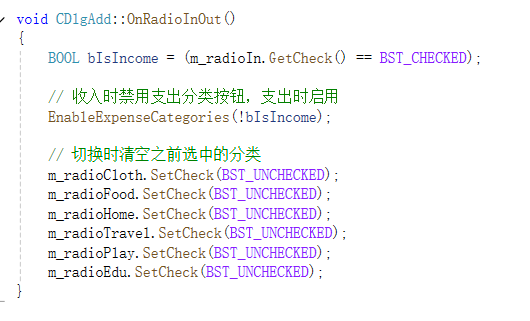 void CDlgAdd::OnRadioInOut()
{
BOOL bIsIncome = (m_radioIn.GetCheck() == BST_CHECKED);
// 收入时禁用支出分类按钮，支出时启用
EnableExpenseCategories(!bIsIncome);
// 切换时清空之前选中的分类
m_radioCloth.SetCheck(BST_UNCHECKED);
m_radioFood.SetCheck(BST_UNCHECKED);
m_radioHome.SetCheck(BST_UNCHECKED);
m_radioTravel.SetCheck(BST_UNCHECKED);
m_radioPlay.SetCheck(BST_UNCHECKED);
m_radioEdu.SetCheck(BST_UNCHECKED);
}